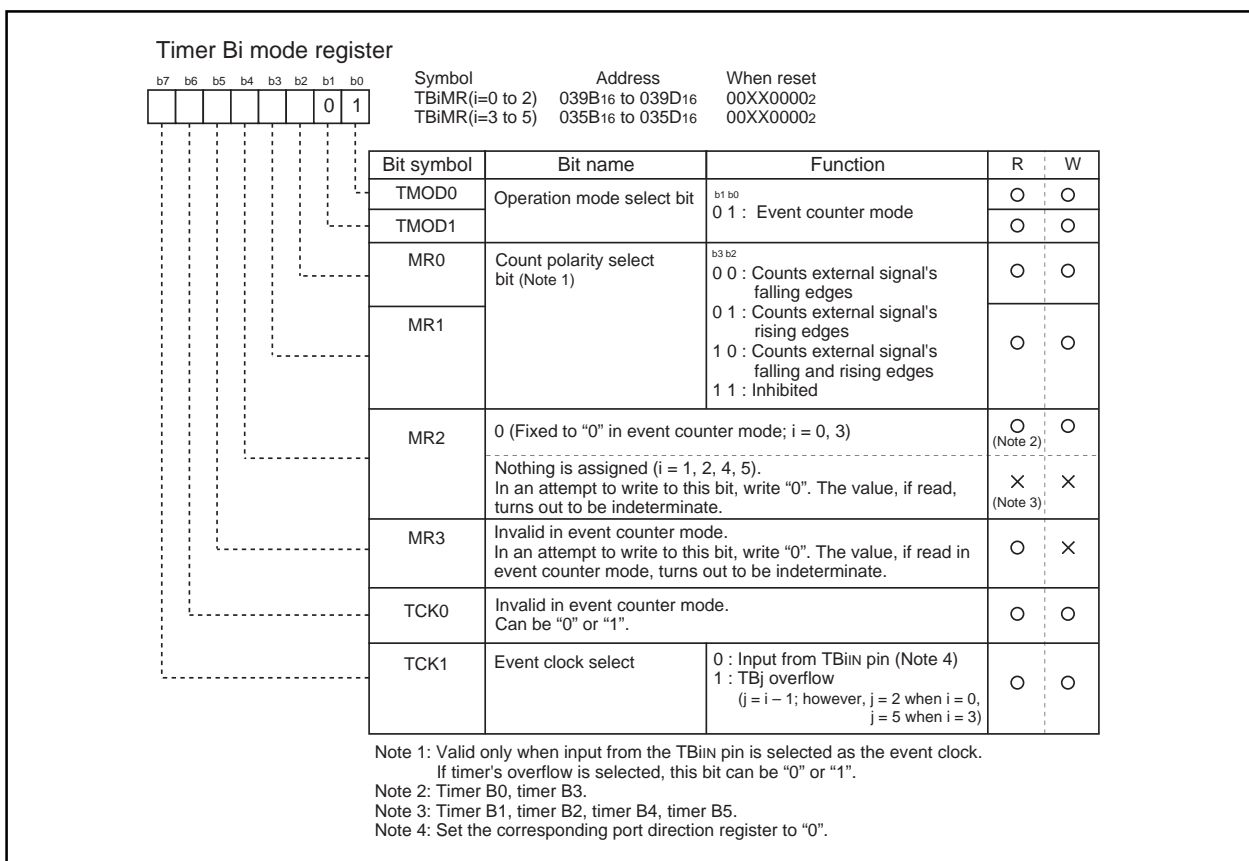 Timer Bi mode register
b7 b6 b5 b4 b3 b2 b1 b0
0 1
Symbol Address When reset
TBiMR(i=0 to 2) 039B16 to 039D16 00XX00002
TBiMR(i=3 to 5) 035B16 to 035D16 00XX00002
Bit symbol Bit name Function R W
TMOD0
TMOD1
Operation mode select bit
b1 b0
0 1 : Event counter mode
MR0
MR1
Count polarity select
bit (Note 1)
b3 b2
0 0 : Counts external signal's
falling edges
0 1 : Counts external signal's
rising edges
1 0 : Counts external signal's
falling and rising edges
1 1 : Inhibited
MR2
0 (Fixed to “0” in event counter mode; i = 0, 3)
(Note 2)
Nothing is assigned (i = 1, 2, 4, 5).
In an attempt to write to this bit, write “0”. The value, if read,
turns out to be indeterminate.
(Note 3)
MR3
Invalid in event counter mode.
In an attempt to write to this bit, write “0”. The value, if read in
event counter mode, turns out to be indeterminate.
TCK0
Invalid in event counter mode.
Can be “0” or “1”.
TCK1
Event clock select
0 : Input from TBiIN pin (Note 4)
1 : TBj overflow
(j = i – 1; however, j = 2 when i = 0,
j = 5 when i = 3)
Note 1: Valid only when input from the TBiIN pin is selected as the event clock.
If timer's overflow is selected, this bit can be “0” or “1”.
Note 2: Timer B0, timer B3.
Note 3: Timer B1, timer B2, timer B4, timer B5.
Note 4: Set the corresponding port direction register to “0”.